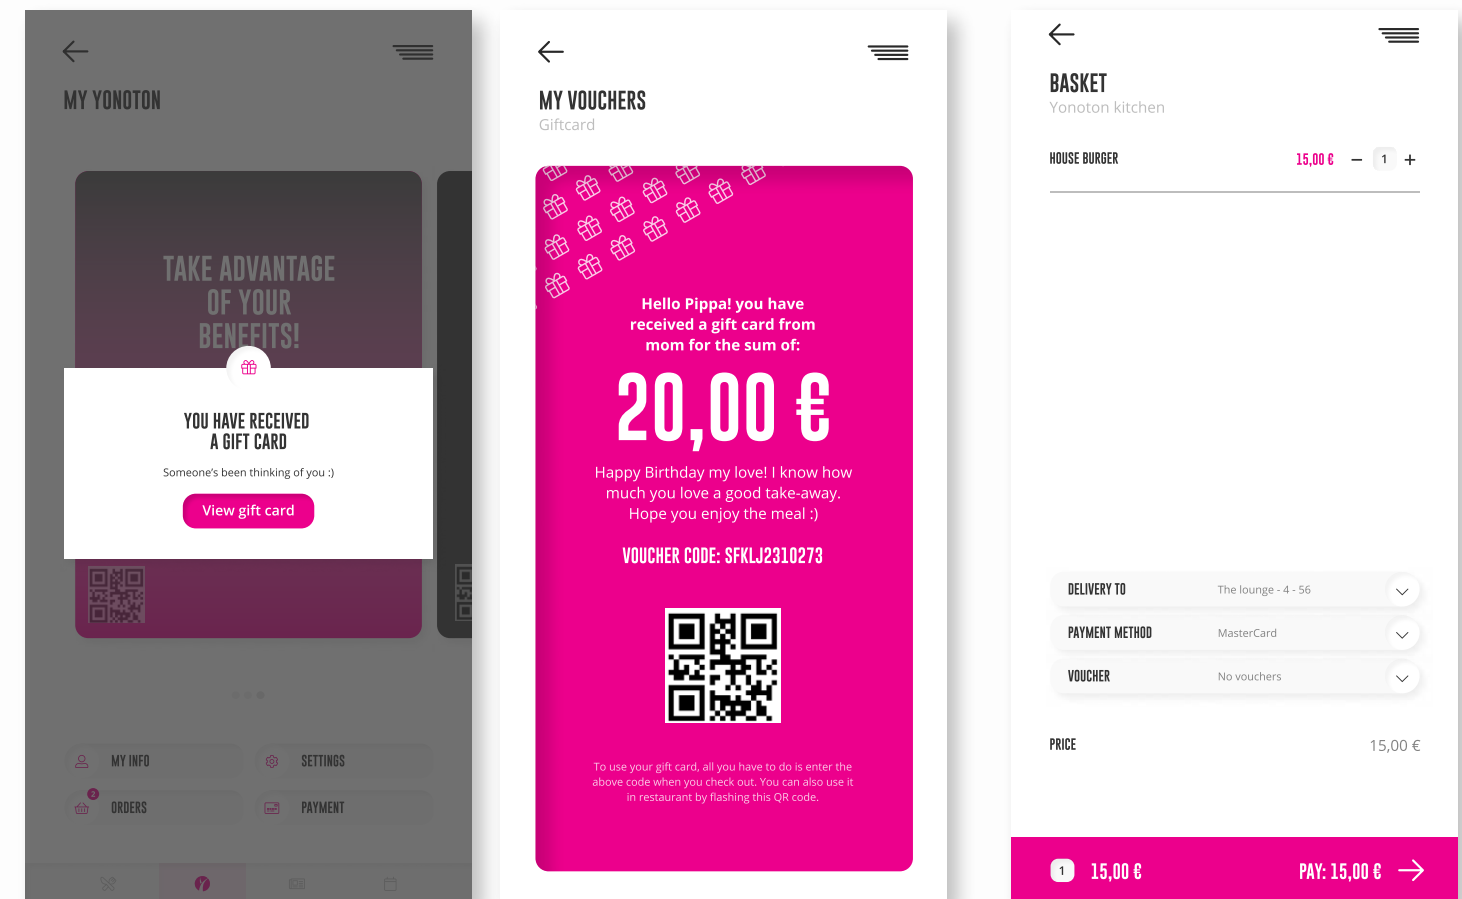 MY YONOTON
TAKE ADVANTAGE
OF YOUR
BENEFITS!
YOU HAVE RECEIVED
A GIFT CARD
Someone's been thinking of you :)
View gift card
MY INFO
SETTINGS
2
ORDERS
PAYMENT
MY VOUCHERS
Giftcard
Hello Pippa! you have
received a gift card from
mom for the sum of:
20,00 €
Happy Birthday my love! I know how
much you love a good take-away.
Hope you enjoy the meal :)
VOUCHER CODE: SFKLJ2310273
To use your gift card, all you have to do is enter the
above code when you check out. You can also use it
in restaurant by flashing this QR code.
BASKET
Yonoton kitchen
HOUSE BURGER 15,00 € − 1 +
DELIVERY TO The lounge - 4 - 56
PAYMENT METHOD MasterCard
VOUCHER No vouchers
PRICE 15,00 €
1 15,00 € PAY: 15,00 €